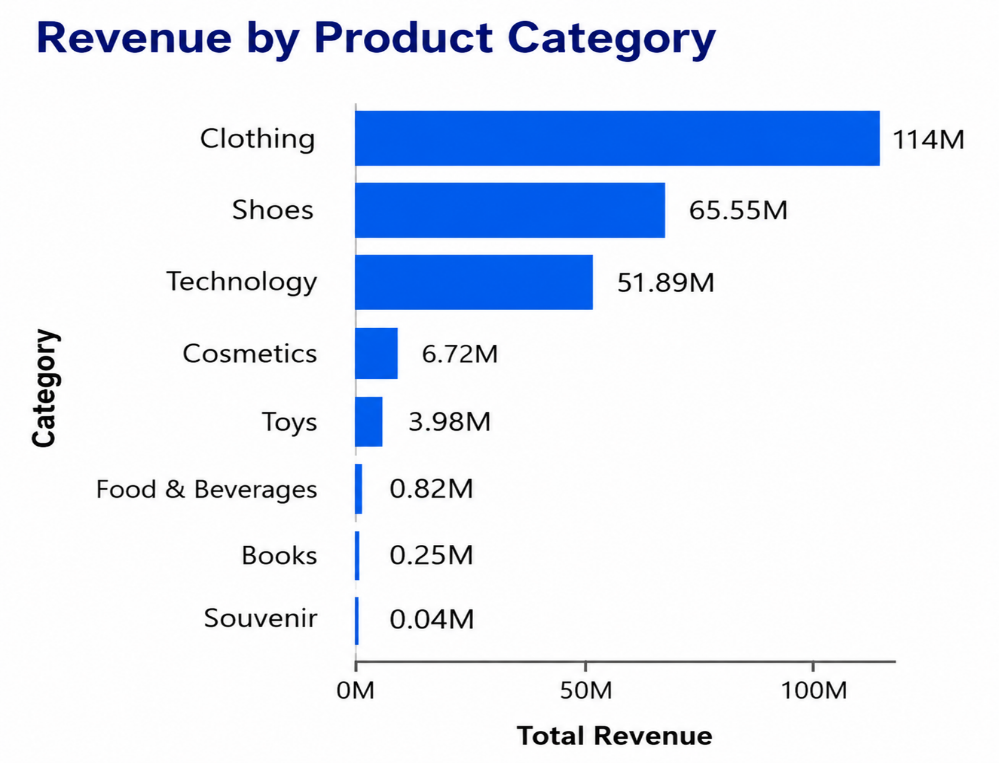 Revenue by Product Category
Category
Clothing 114M
Shoes 65.55M
Technology 51.89M
Cosmetics 6.72M
Toys 3.98M
Food & Beverages 0.82M
Books 0.25M
Souvenir 0.04M
0M 50M 100M
Total Revenue